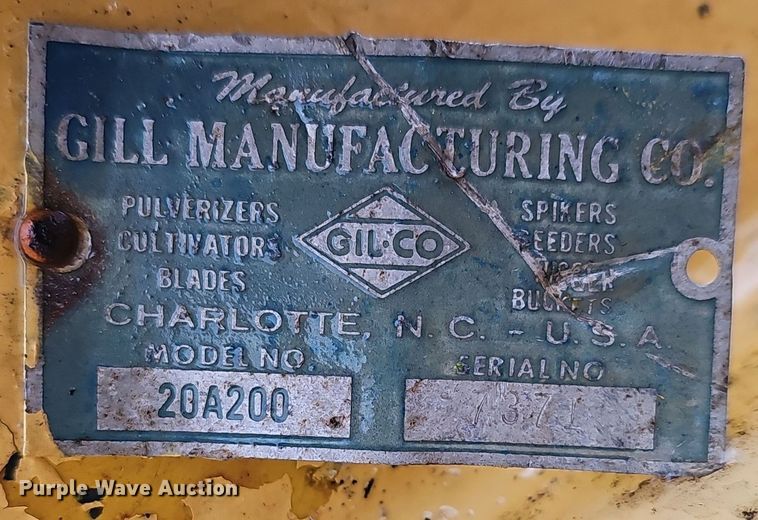 Manufactured By
GILL MANUFACTURING CO.
PULVERIZERS
CULTIVATORS
BLADES
GIL-CO
SPIKERS
SEEDERS
BUCKETS
CHARLOTTE, N. C. - U. S. A
MODEL NO.
20A200
SERIAL NO
Purple Wave Auction